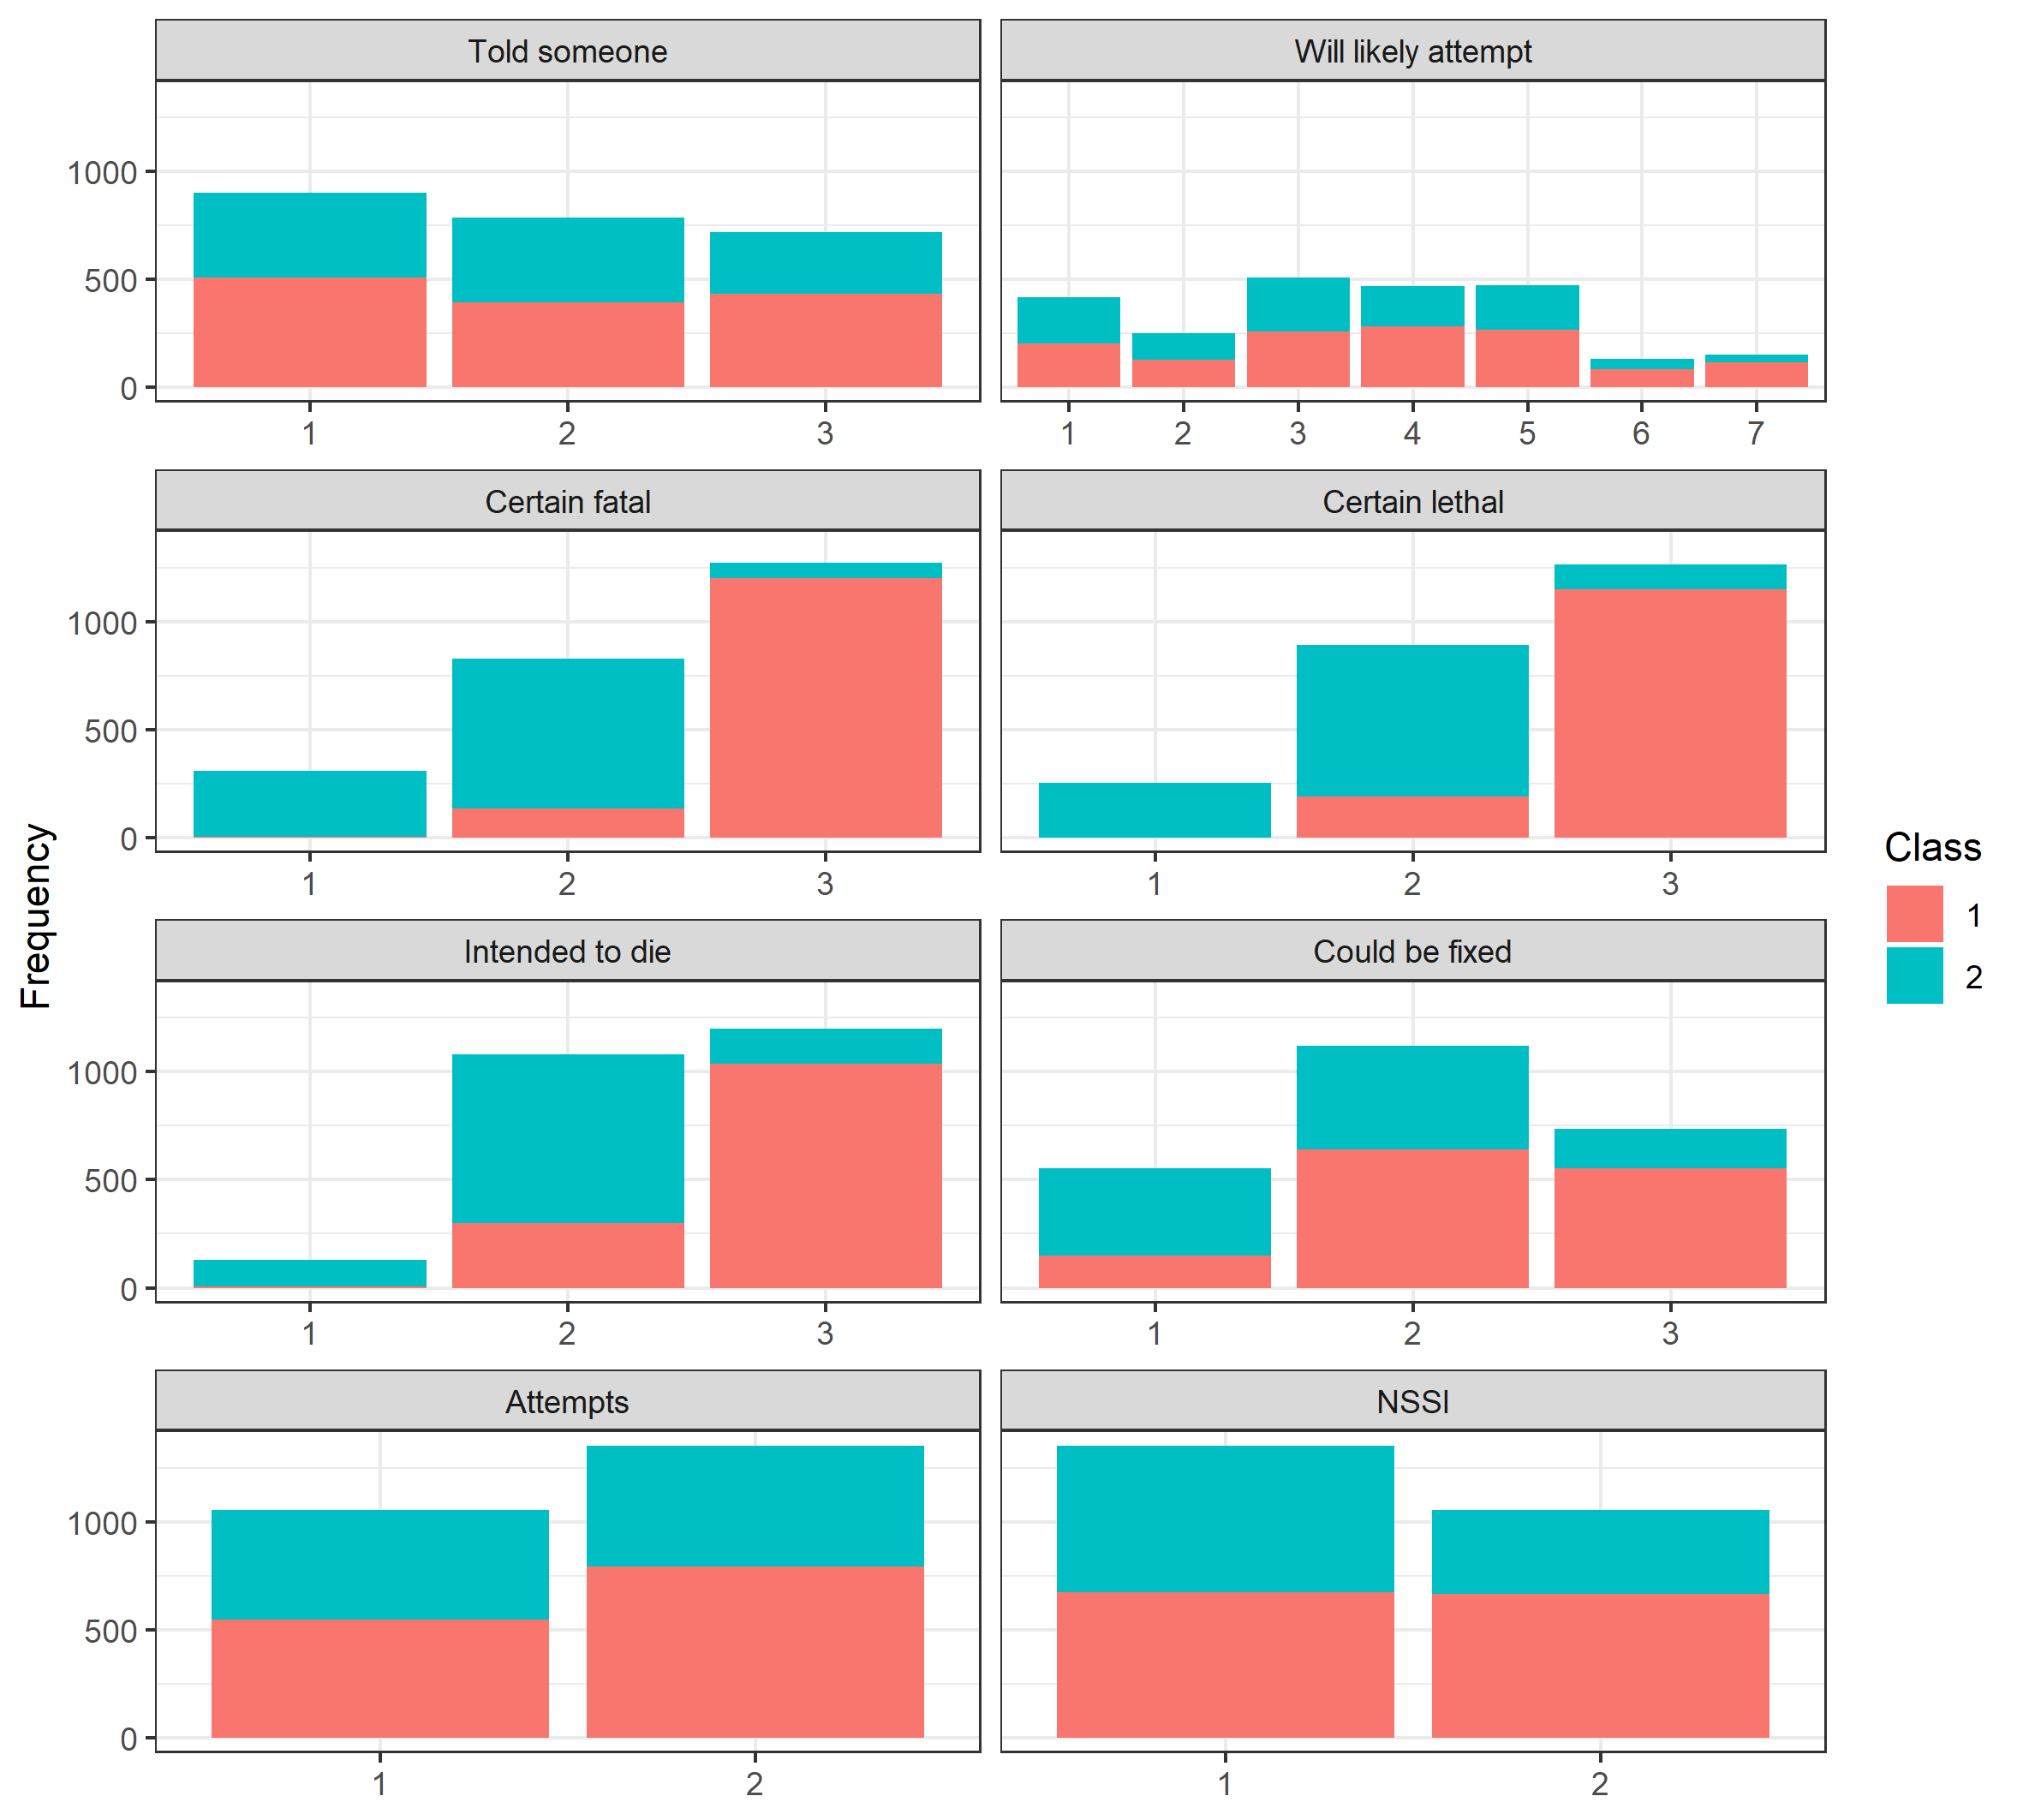 Told someone
Will likely attempt
1000
500
0
1 2 3
1 2 3 4 5 6 7
Certain fatal
Certain lethal
1000
500
0
1 2 3
1 2 3
Intended to die
Could be fixed
1000
500
0
1 2 3
1 2 3
Attempts
NSSI
1000
500
0
1 2
1 2
Frequency
Class
1
2